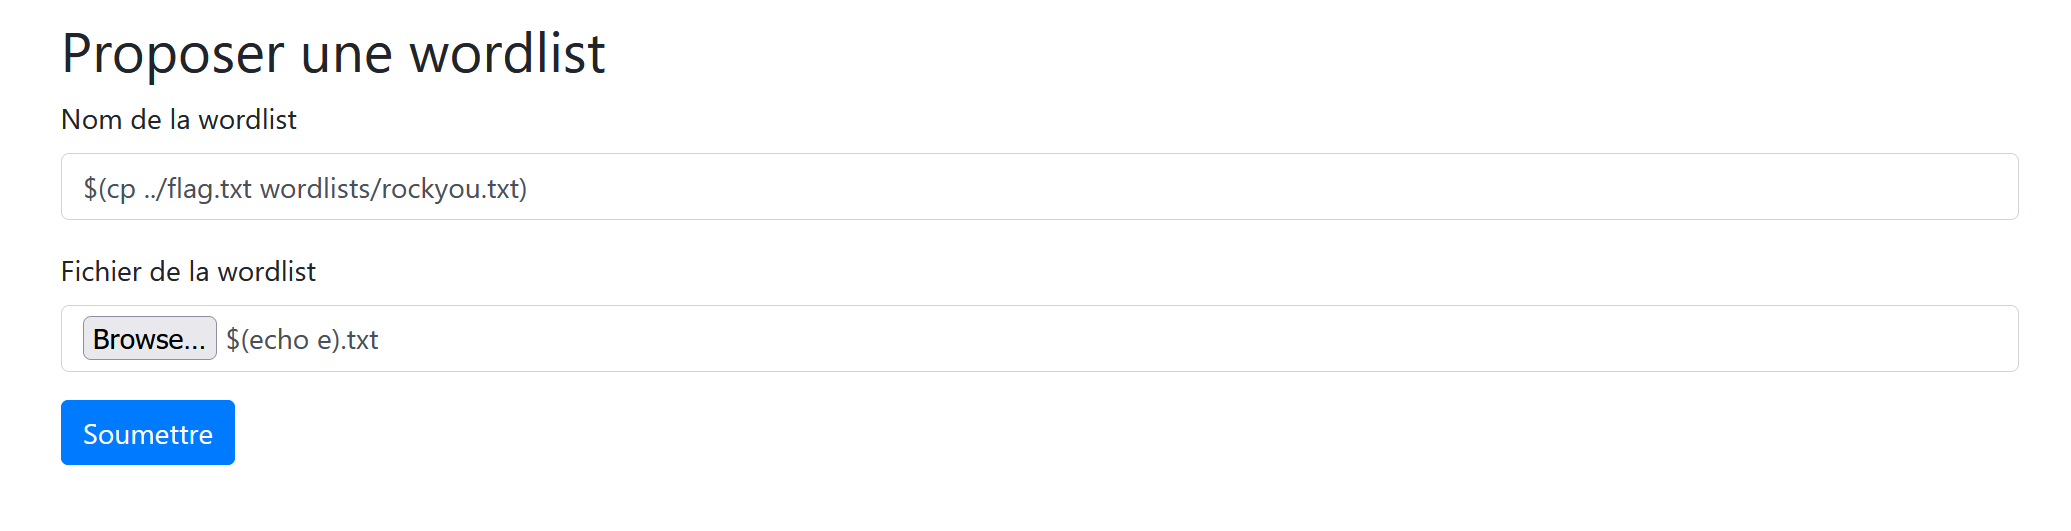 Proposer une wordlist
Nom de la wordlist
$(cp ../flag.txt wordlists/rockyou.txt)
Fichier de la wordlist
Browse... $(echo e).txt
Soumettre